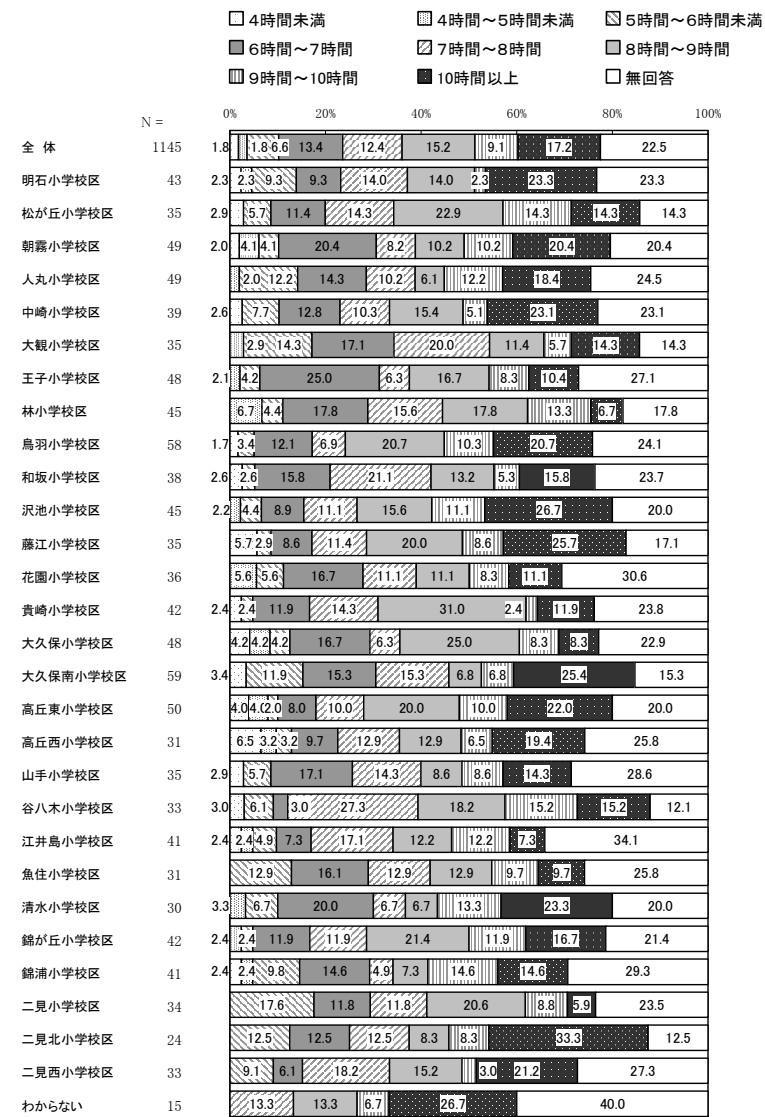 4時間未満 4時間～5時間未満 5時間～6時間未満
6時間～7時間 7時間～8時間 8時間～9時間
9時間～10時間 10時間以上 無回答
N = 0% 20% 40% 60% 80% 100%
全 体 1145 1.8 1.8 6.6 13.4 12.4 15.2 9.1 17.2 22.5
明石小学校区 43 2.3 2.3 9.3 9.3 14.0 14.0 2.3 23.3 23.3
松が丘小学校区 35 2.9 5.7 11.4 14.3 22.9 14.3 14.3 14.3
朝霧小学校区 49 2.0 4.1 4.1 20.4 8.2 10.2 10.2 20.4 20.4
人丸小学校区 49 2.0 12.2 14.3 10.2 6.1 12.2 18.4 24.5
中崎小学校区 39 2.6 7.7 12.8 10.3 15.4 5.1 23.1 23.1
大観小学校区 35 2.9 14.3 17.1 20.0 11.4 5.7 14.3 14.3
王子小学校区 48 2.1 4.2 25.0 6.3 16.7 8.3 10.4 27.1
林小学校区 45 6.7 4.4 17.8 15.6 17.8 13.3 6.7 17.8
鳥羽小学校区 58 1.7 3.4 12.1 6.9 20.7 10.3 20.7 24.1
和坂小学校区 38 2.6 2.6 15.8 21.1 13.2 5.3 15.8 23.7
沢池小学校区 45 2.2 4.4 8.9 11.1 15.6 11.1 26.7 20.0
藤江小学校区 35 5.7 2.9 8.6 11.4 20.0 8.6 25.7 17.1
花園小学校区 36 5.6 5.6 16.7 11.1 11.1 8.3 11.1 30.6
貴崎小学校区 42 2.4 2.4 11.9 14.3 31.0 2.4 11.9 23.8
大久保小学校区 48 4.2 4.2 4.2 16.7 6.3 25.0 8.3 8.3 22.9
大久保南小学校区 59 3.4 11.9 15.3 15.3 6.8 6.8 25.4 15.3
高丘東小学校区 50 4.0 4.0 2.0 8.0 10.0 20.0 10.0 22.0 20.0
高丘西小学校区 31 6.5 3.2 3.2 9.7 12.9 12.9 6.5 19.4 25.8
山手小学校区 35 2.9 5.7 17.1 14.3 8.6 8.6 14.3 28.6
谷八木小学校区 33 3.0 6.1 3.0 27.3 18.2 15.2 15.2 12.1
江井島小学校区 41 2.4 2.4 4.9 7.3 17.1 12.2 12.2 7.3 34.1
魚住小学校区 31 12.9 16.1 12.9 12.9 9.7 9.7 25.8
清水小学校区 30 3.3 6.7 20.0 6.7 6.7 13.3 23.3 20.0
錦が丘小学校区 42 2.4 2.4 11.9 11.9 21.4 11.9 16.7 21.4
錦浦小学校区 41 2.4 2.4 9.8 14.6 4.9 7.3 14.6 14.6 29.3
二見小学校区 34 17.6 11.8 11.8 20.6 8.8 5.9 23.5
二見北小学校区 24 12.5 12.5 12.5 8.3 8.3 33.3 12.5
二見西小学校区 33 9.1 6.1 18.2 15.2 3.0 21.2 27.3
わからない 15 13.3 13.3 6.7 26.7 40.0